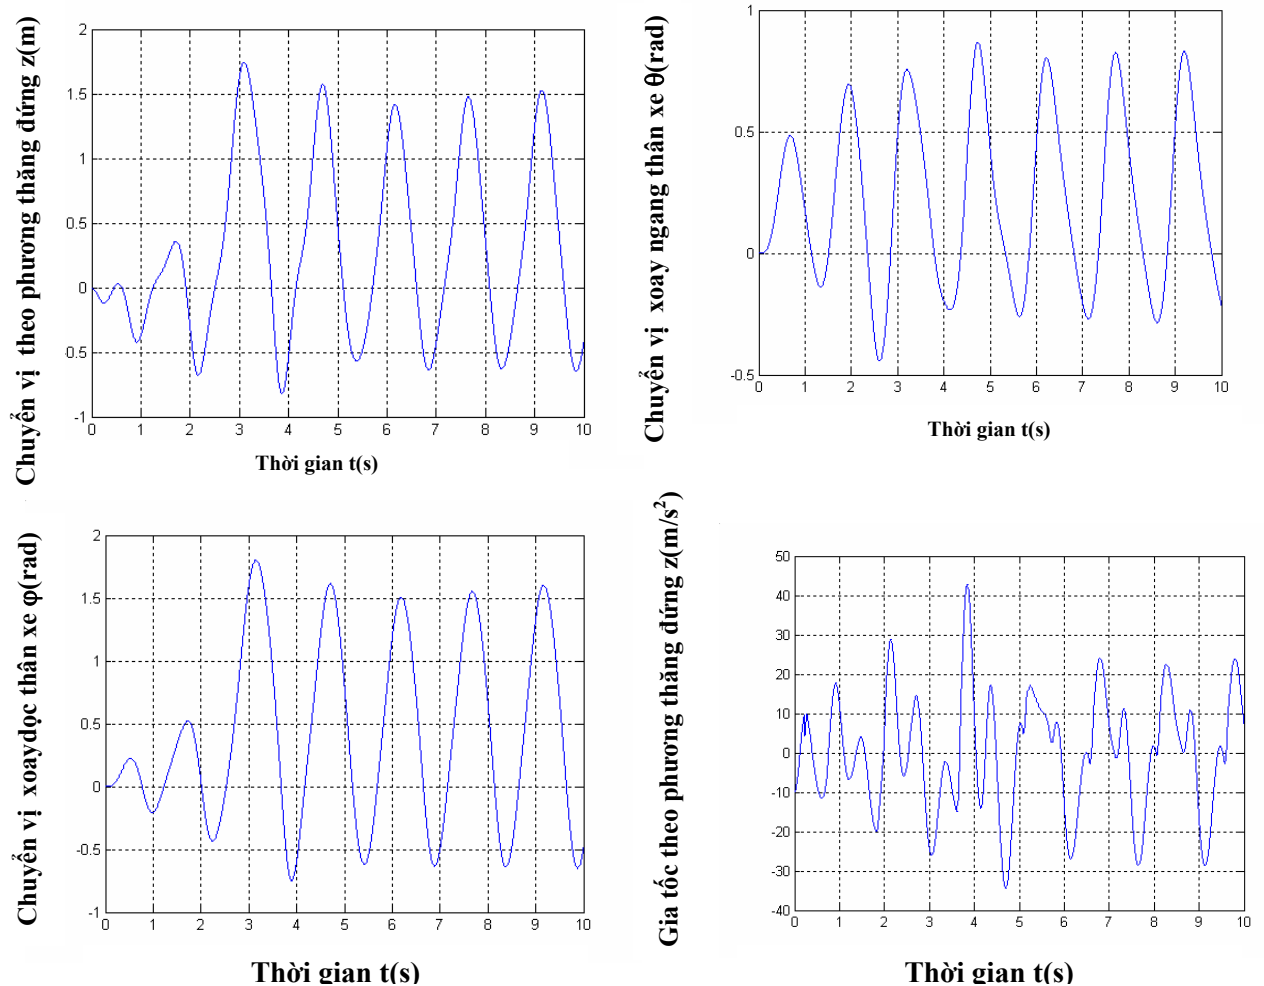 Chuyển vị theo phương thăng dứng z(m)
2
1.5
1
0.5
0
0.5
-1
0 1 2 3 4 5 6 7 8 9 10
Thời gian t(s)
Chuyển vị xoay ngang thân xe θ(rad)
1
0.5
0
-0.5
0 1 2 3 4 5 6 7 8 9 10
Thời gian t(s)
Chuyển vị xoaydọc thân xe φ(rad)
2
1.5
1
0.5
0
-0.5
-1
0 1 2 3 4 5 6 7 8 9 10
Thời gian t(s)
Gia tốc theo phương thăng dứng z(m/s²)
50
40
30
20
10
0
-10
-20
-30
-40
0 1 2 3 4 5 6 7 8 9 10
Thời gian t(s)